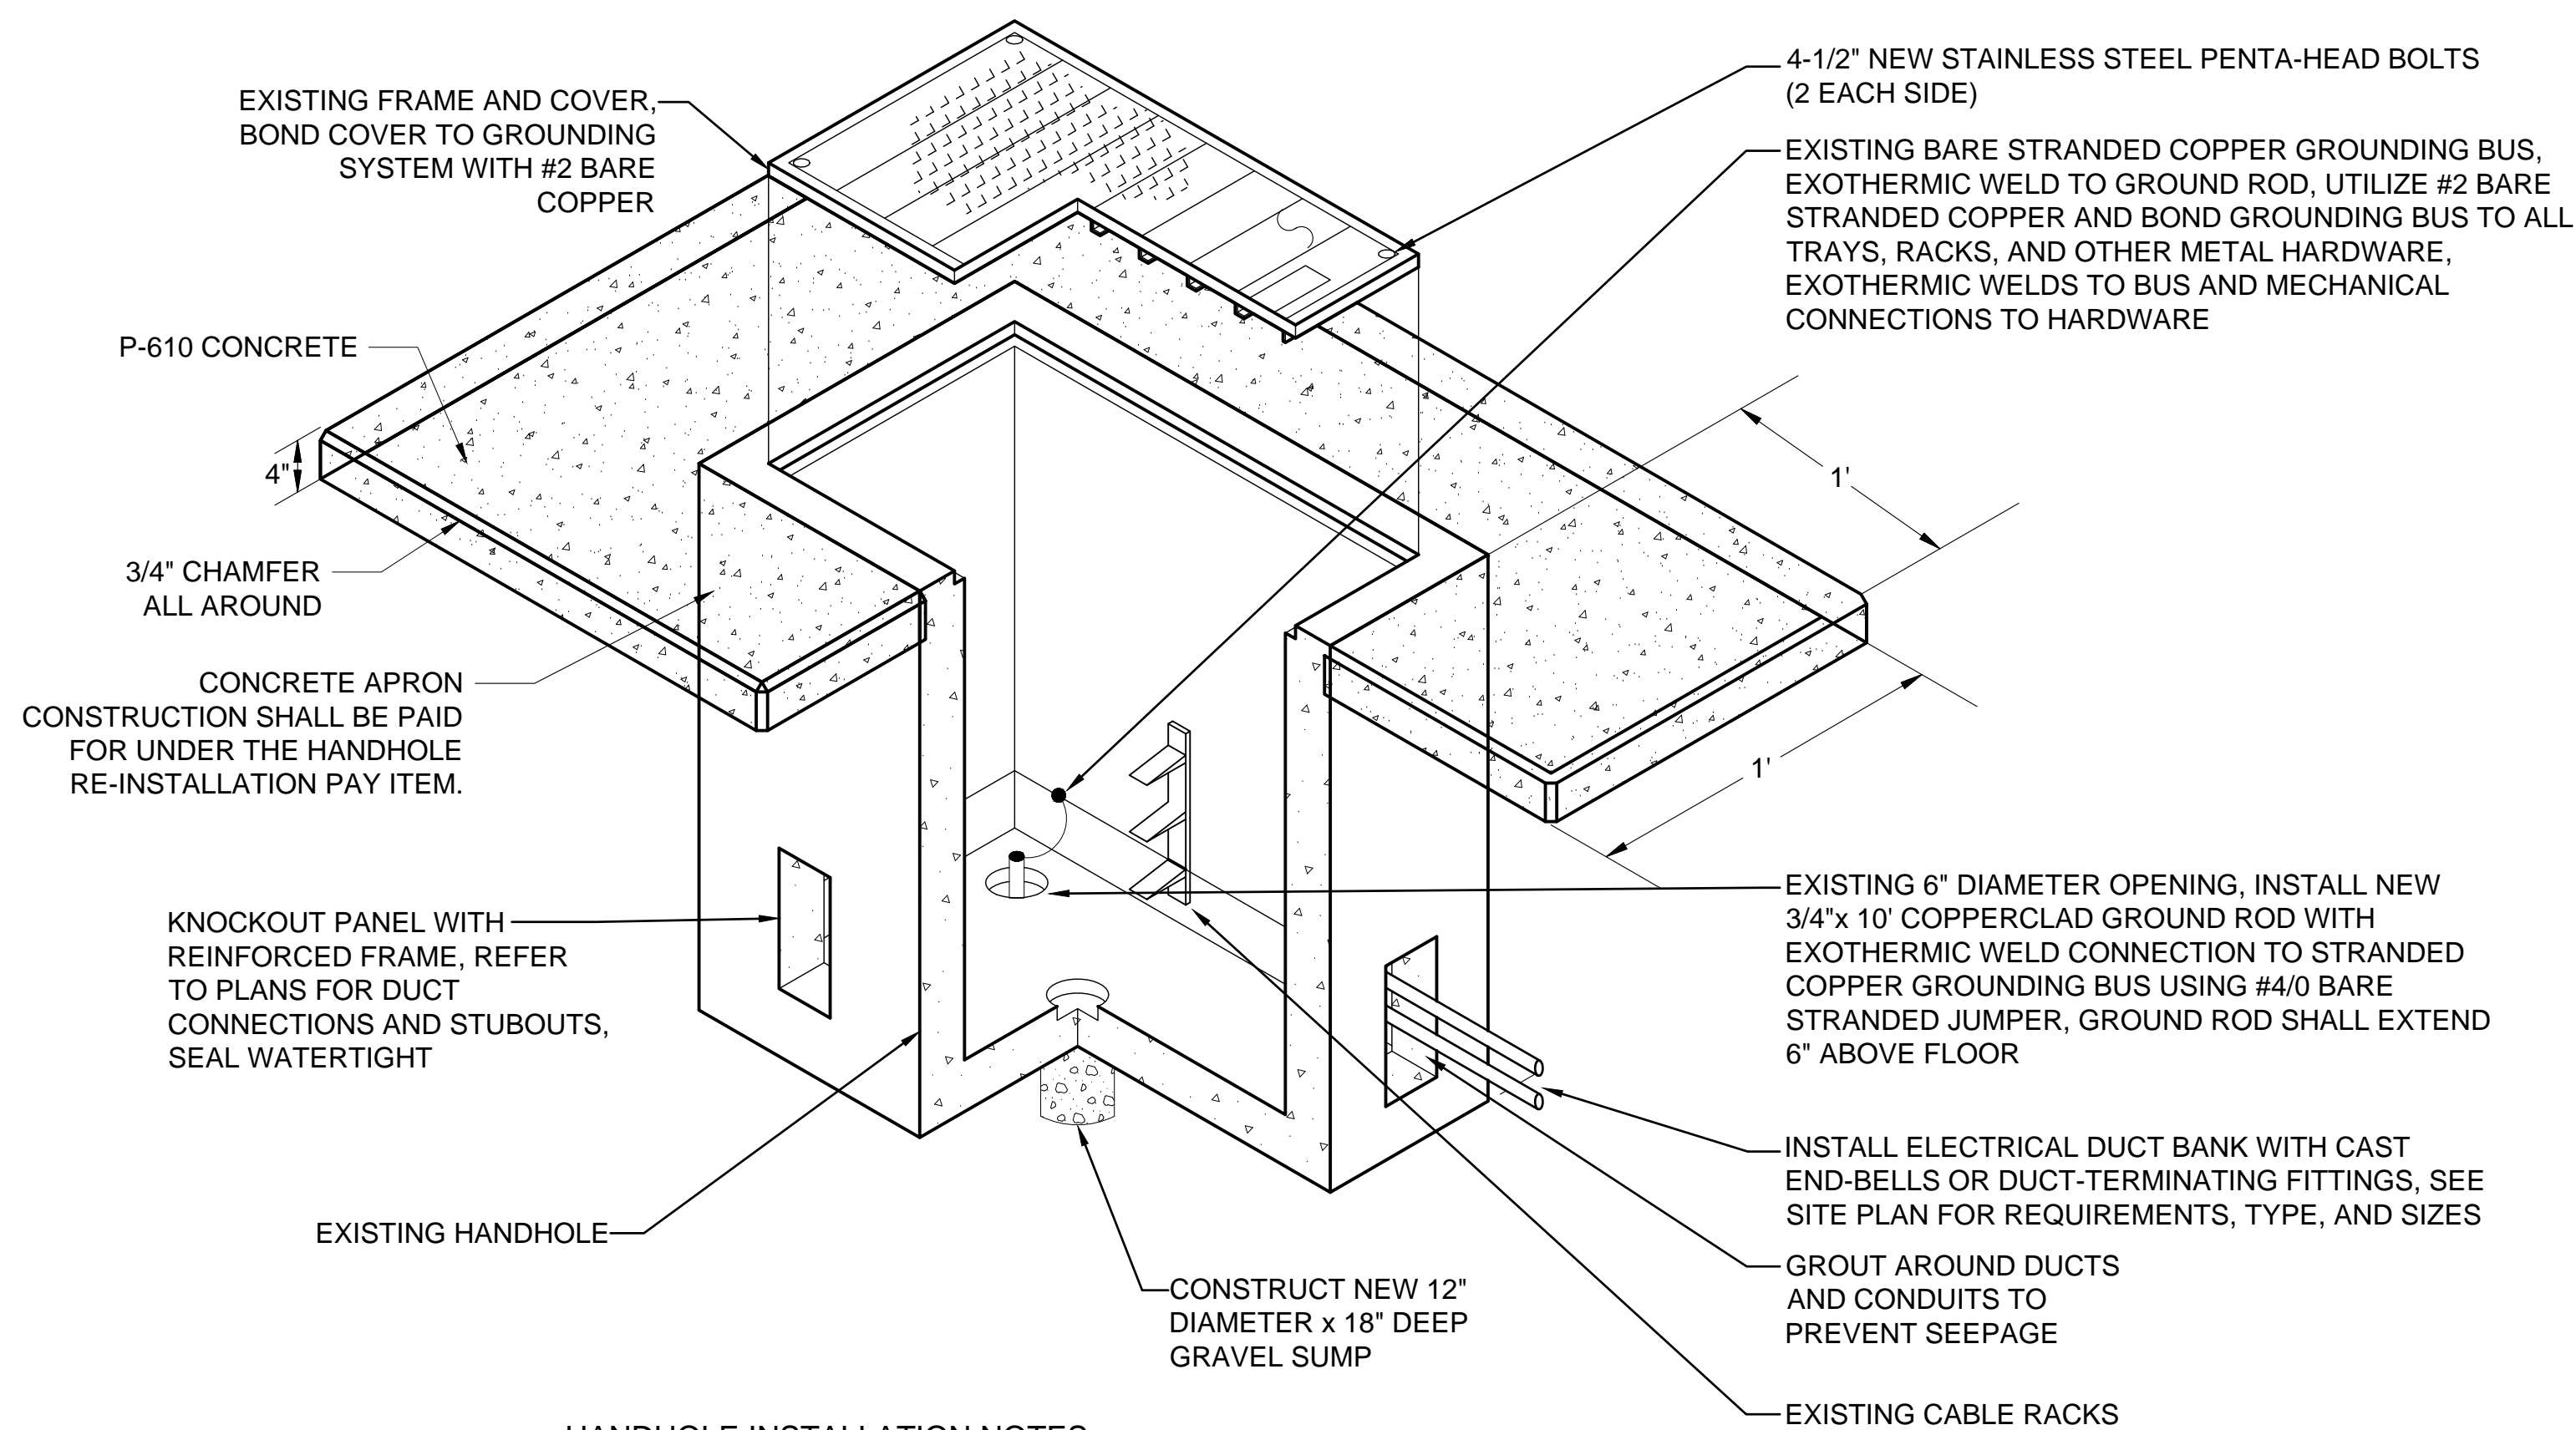 EXISTING FRAME AND COVER,
BOND COVER TO GROUNDING
SYSTEM WITH #2 BARE
COPPER
P-610 CONCRETE
4"
3/4" CHAMFER
ALL AROUND
CONCRETE APRON
CONSTRUCTION SHALL BE PAID
FOR UNDER THE HANDHOLE
RE-INSTALLATION PAY ITEM.
KNOCKOUT PANEL WITH
REINFORCED FRAME, REFER
TO PLANS FOR DUCT
CONNECTIONS AND STUBOUTS,
SEAL WATERTIGHT
EXISTING HANDHOLE
4-1/2" NEW STAINLESS STEEL PENTA-HEAD BOLTS
(2 EACH SIDE)
EXISTING BARE STRANDED COPPER GROUNDING BUS,
EXOTHERMIC WELD TO GROUND ROD, UTILIZE #2 BARE
STRANDED COPPER AND BOND GROUNDING BUS TO ALL
TRAYS, RACKS, AND OTHER METAL HARDWARE,
EXOTHERMIC WELDS TO BUS AND MECHANICAL
CONNECTIONS TO HARDWARE
1'
1'
EXISTING 6" DIAMETER OPENING, INSTALL NEW
3/4"x 10' COPPERCLAD GROUND ROD WITH
EXOTHERMIC WELD CONNECTION TO STRANDED
COPPER GROUNDING BUS USING #4/0 BARE
STRANDED JUMPER, GROUND ROD SHALL EXTEND
6" ABOVE FLOOR
INSTALL ELECTRICAL DUCT BANK WITH CAST
END-BELLS OR DUCT-TERMINATING FITTINGS, SEE
SITE PLAN FOR REQUIREMENTS, TYPE, AND SIZES
GROUT AROUND DUCTS
AND CONDUITS TO
PREVENT SEEPAGE
CONSTRUCT NEW 12"
DIAMETER x 18" DEEP
GRAVEL SUMP
EXISTING CABLE RACKS
HANDHOLE INSTALLATION NOTES